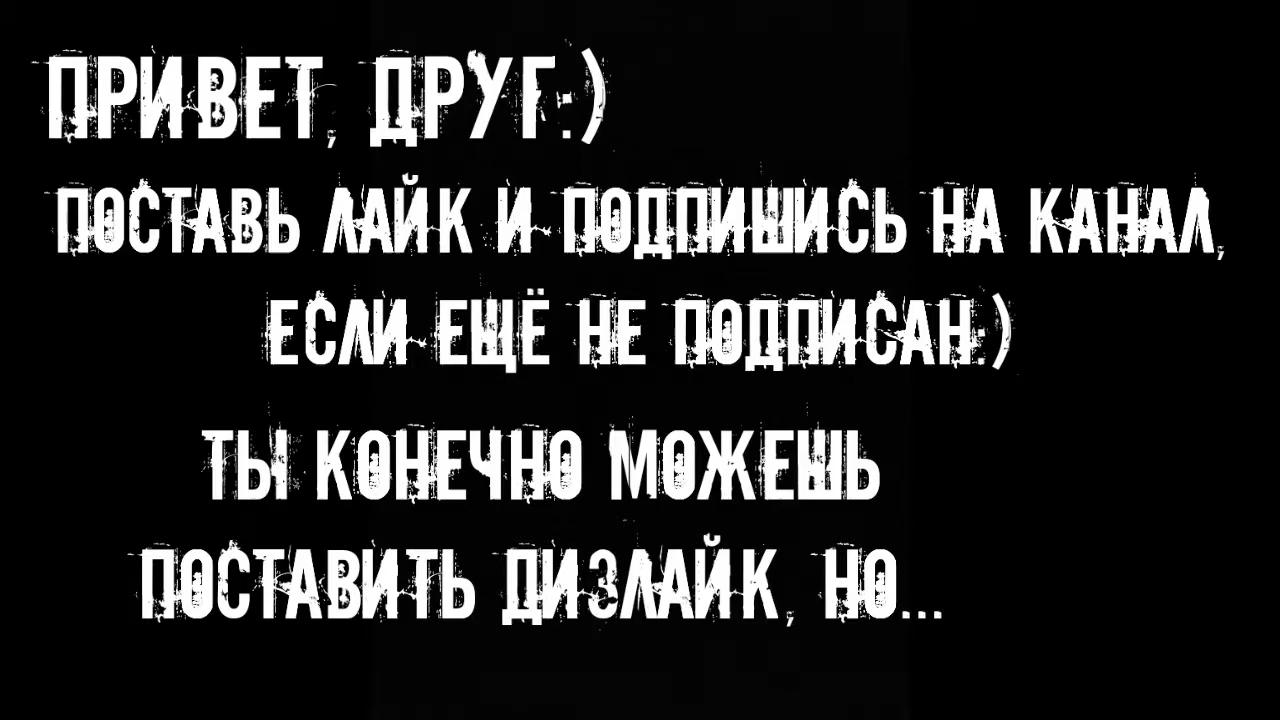 ПРИВЕТ, ДРУГ:)
ПОСТАВЬ ЛАЙК И ПОДПИШИСЬ НА КАНАЛ,
ЕСЛИ ЕЩЁ НЕ ПОДПИСАН:)
ТЫ КОНЕЧНО МОЖЕШЬ
ПОСТАВИТЬ ДИЗЛАЙК, НО...